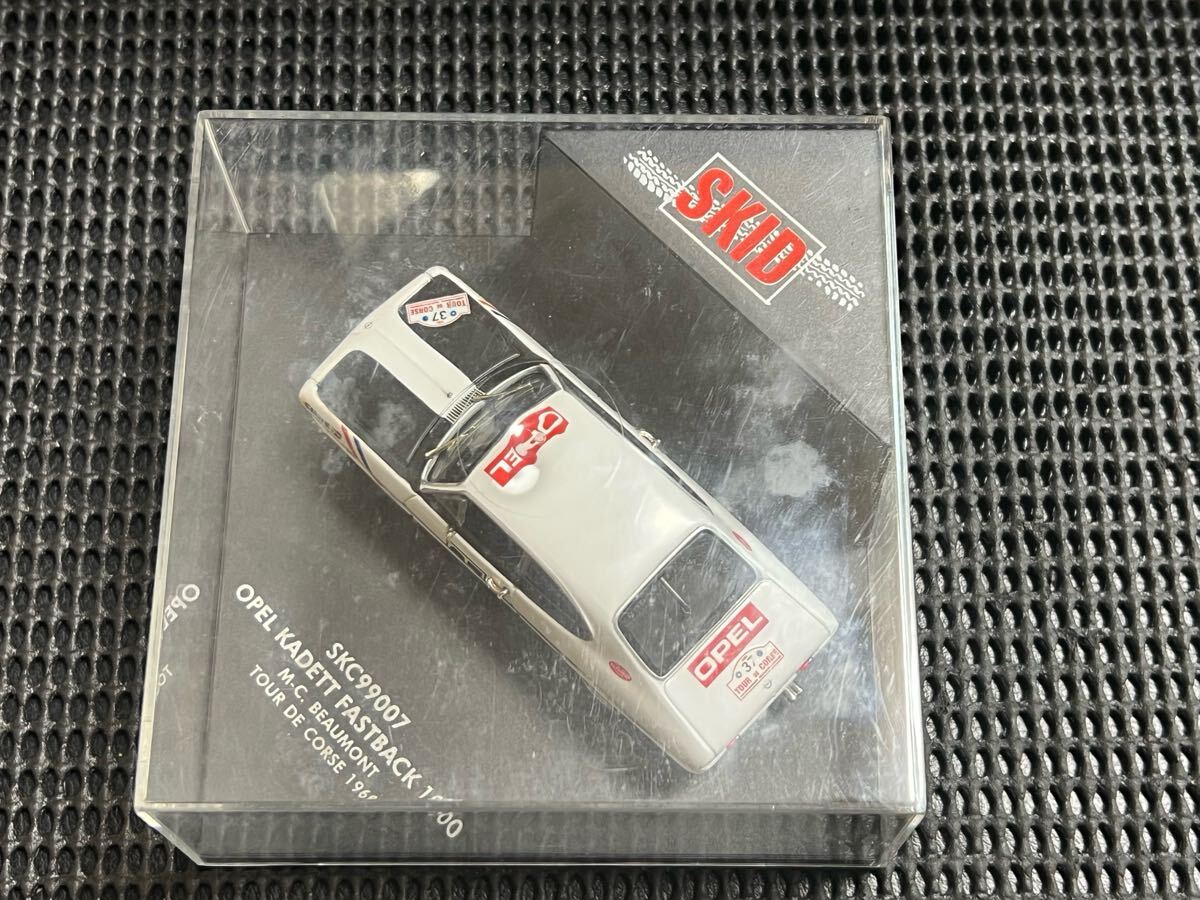 SKID
TOUR DE CORSE
37
OPEL
OPEL
37
TOUR DE CORSE
SKC99007
OPEL KADETT FASTBACK
M.C. BEAUMONT
TOUR DE CORSE
OPEL